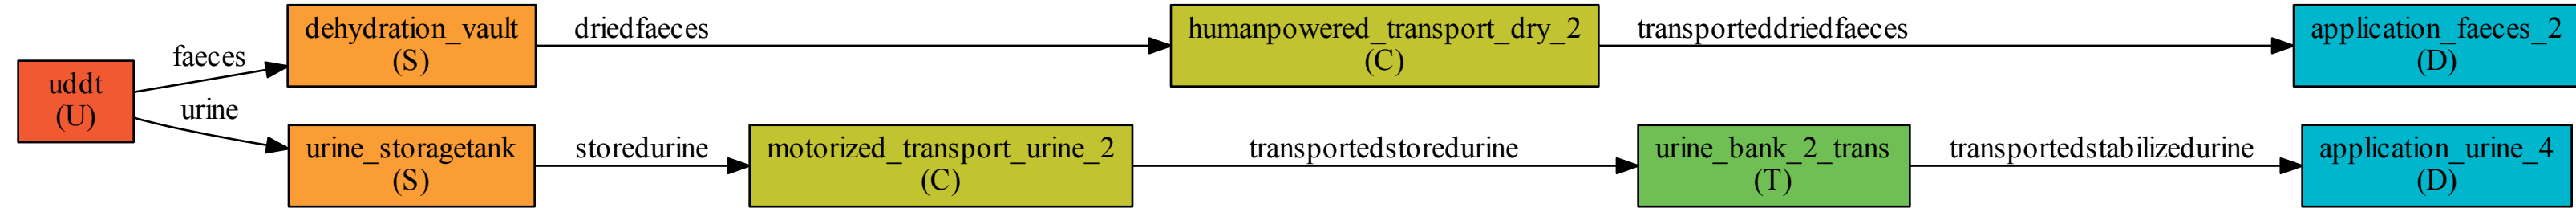 uddt
(U)
faeces
urine
dehydration_vault
(S)
driedfaeces
humanpowered_transport_dry_2
(C)
transporteddriedfaeces
application_faeces_2
(D)
urine_storagetank
(S)
storedurine
motorized_transport_urine_2
(C)
transportedstoredurine
urine_bank_2_trans
(T)
transportedstabilizedurine
application_urine_4
(D)